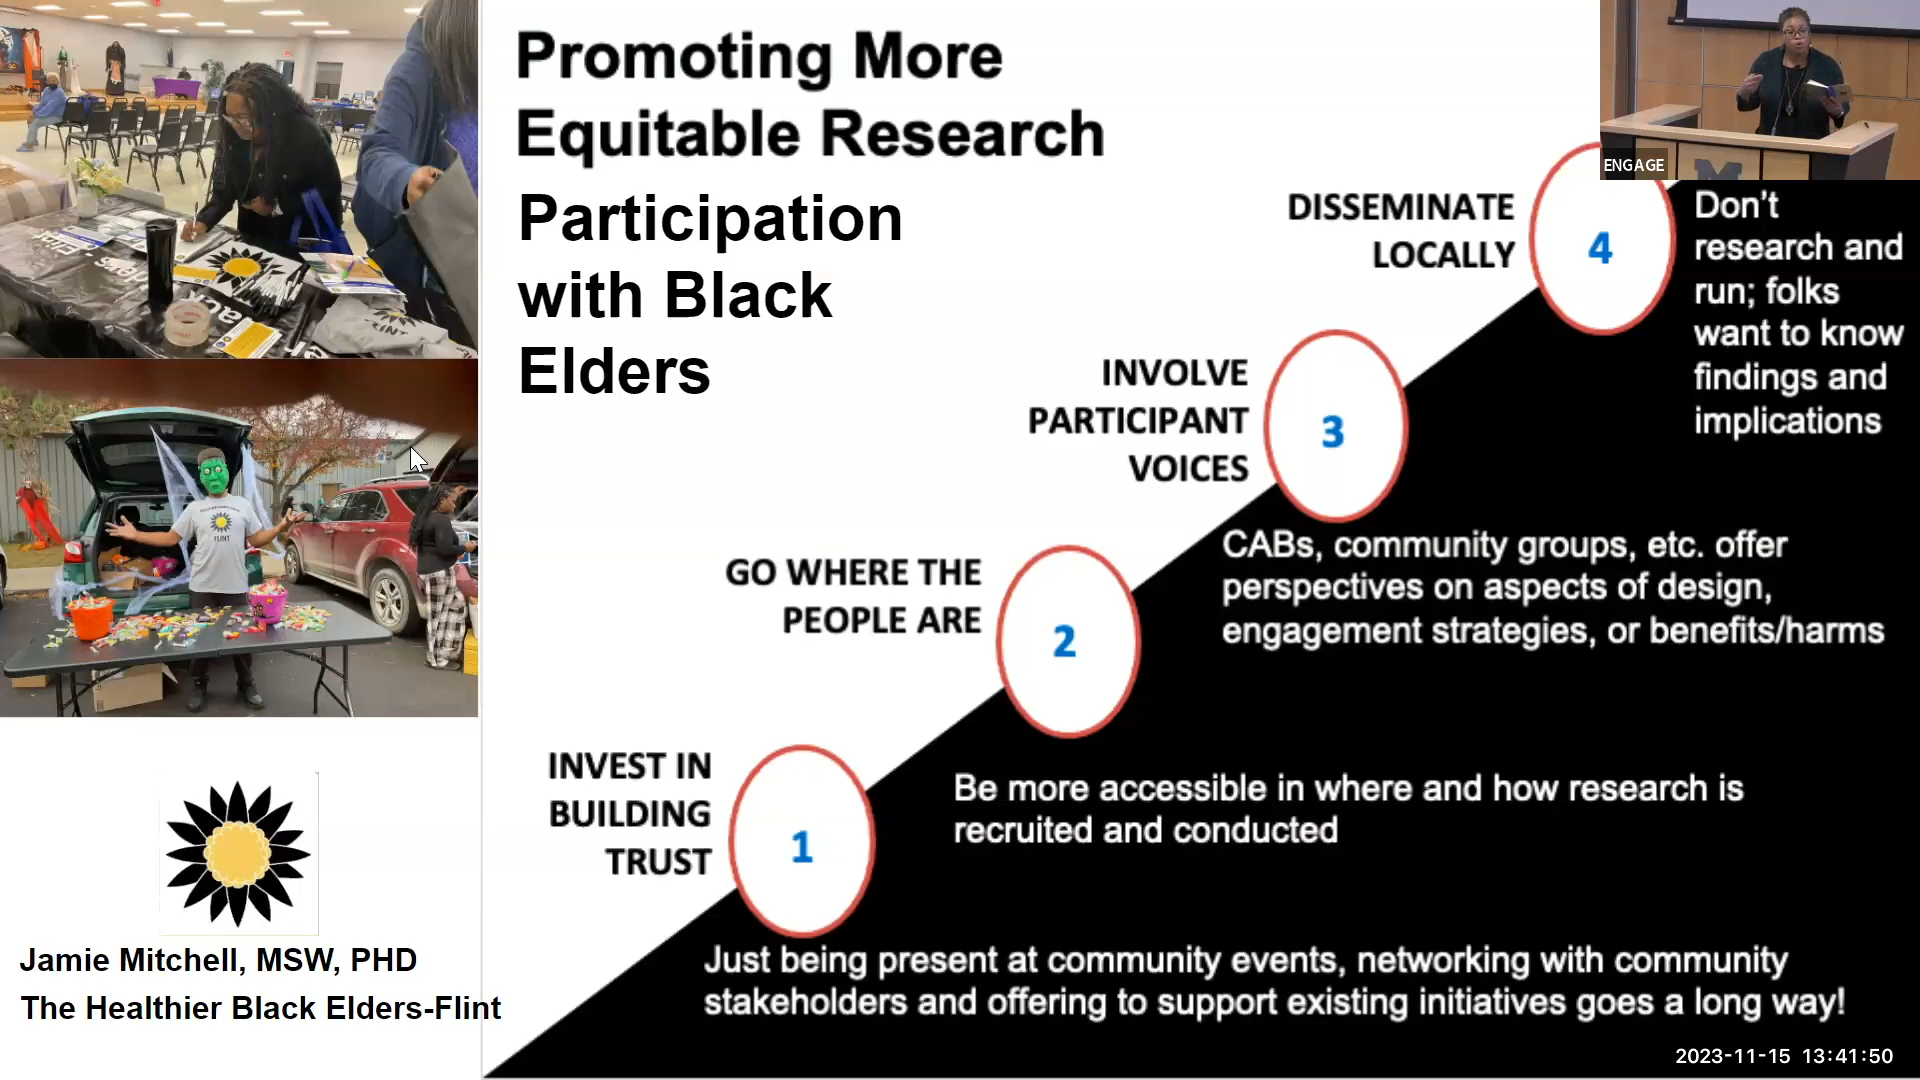 Promoting More
Equitable Research
Participation
with Black
Elders
ENGAGE
DISSEMINATE
LOCALLY
4
Don't
research and
run; folks
want to know
findings and
implications
INVOLVE
PARTICIPANT
VOICES
3
CABs, community groups, etc. offer
perspectives on aspects of design,
engagement strategies, or benefits/harms
GO WHERE THE
PEOPLE ARE
2
Be more accessible in where and how research is
recruited and conducted
INVEST IN
BUILDING
TRUST
1
Just being present at community events, networking with community
stakeholders and offering to support existing initiatives goes a long way!
FLINT
Jamie Mitchell, MSW, PHD
The Healthier Black Elders-Flint
2023-11-15 13:41:50